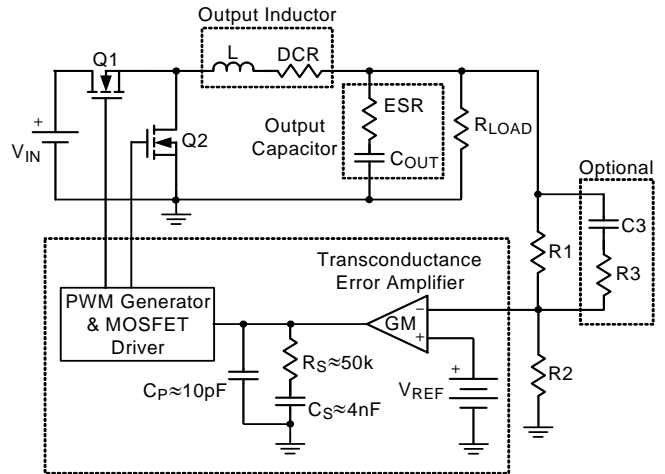 Output Inductor
Q1
L
DCR
+
V_IN
Q2
ESR
Output
Capacitor
C_OUT
R_LOAD
Optional
C3
R1
R3
Transconductance
Error Amplifier
PWM Generator
& MOSFET
Driver
GM
−
+
R_S≈50k
+
C_P≈10pF
C_S≈4nF
V_REF
R2